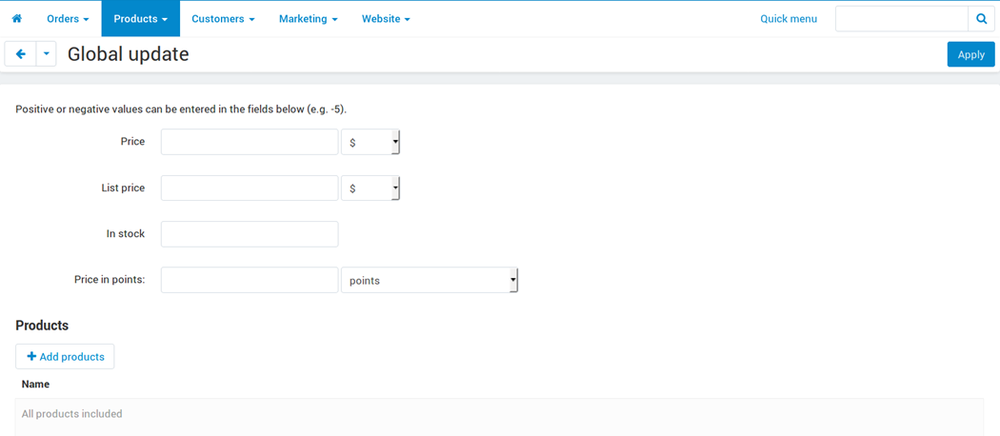 Orders Products Customers Marketing Website Quick menu
Global update Apply
Positive or negative values can be entered in the fields below (e.g. -5).
Price $
List price $
In stock
Price in points: points
Products
Add products
Name
All products included